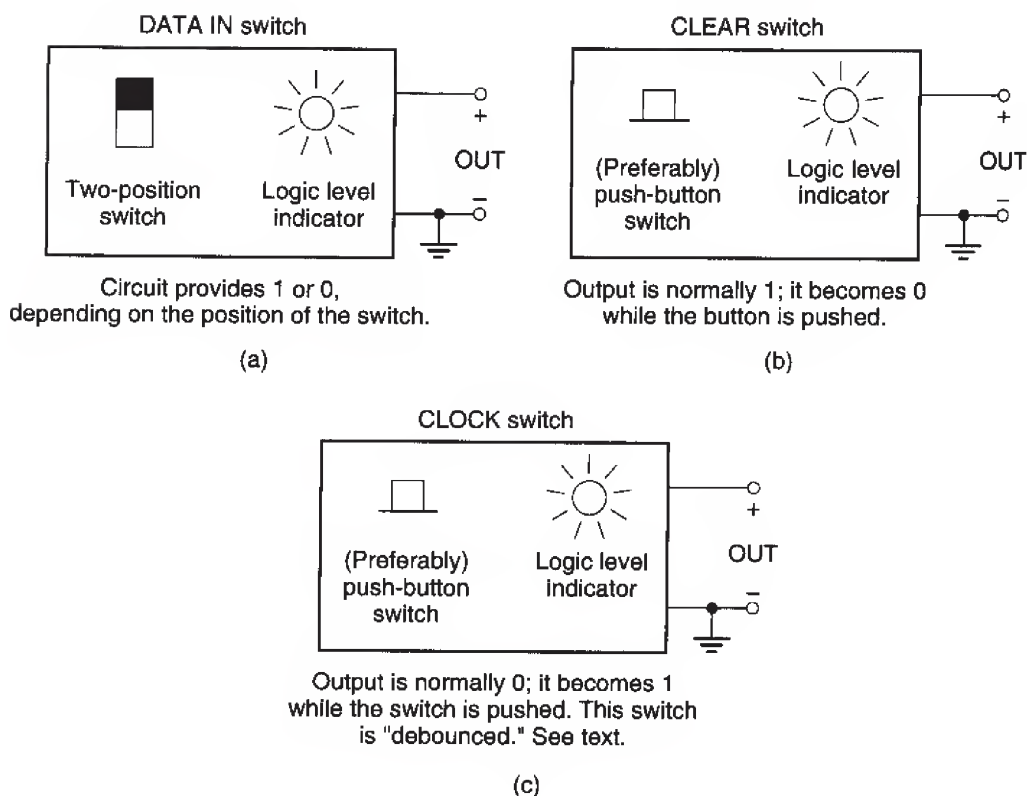 DATA IN switch
Two-position
switch
Logic level
indicator
+
OUT
−
Circuit provides 1 or 0,
depending on the position of the switch.
(a)
CLEAR switch
(Preferably)
push-button
switch
Logic level
indicator
+
OUT
−
Output is normally 1; it becomes 0
while the button is pushed.
(b)
CLOCK switch
(Preferably)
push-button
switch
Logic level
indicator
+
OUT
−
Output is normally 0; it becomes 1
while the switch is pushed. This switch
is "debounced." See text.
(c)